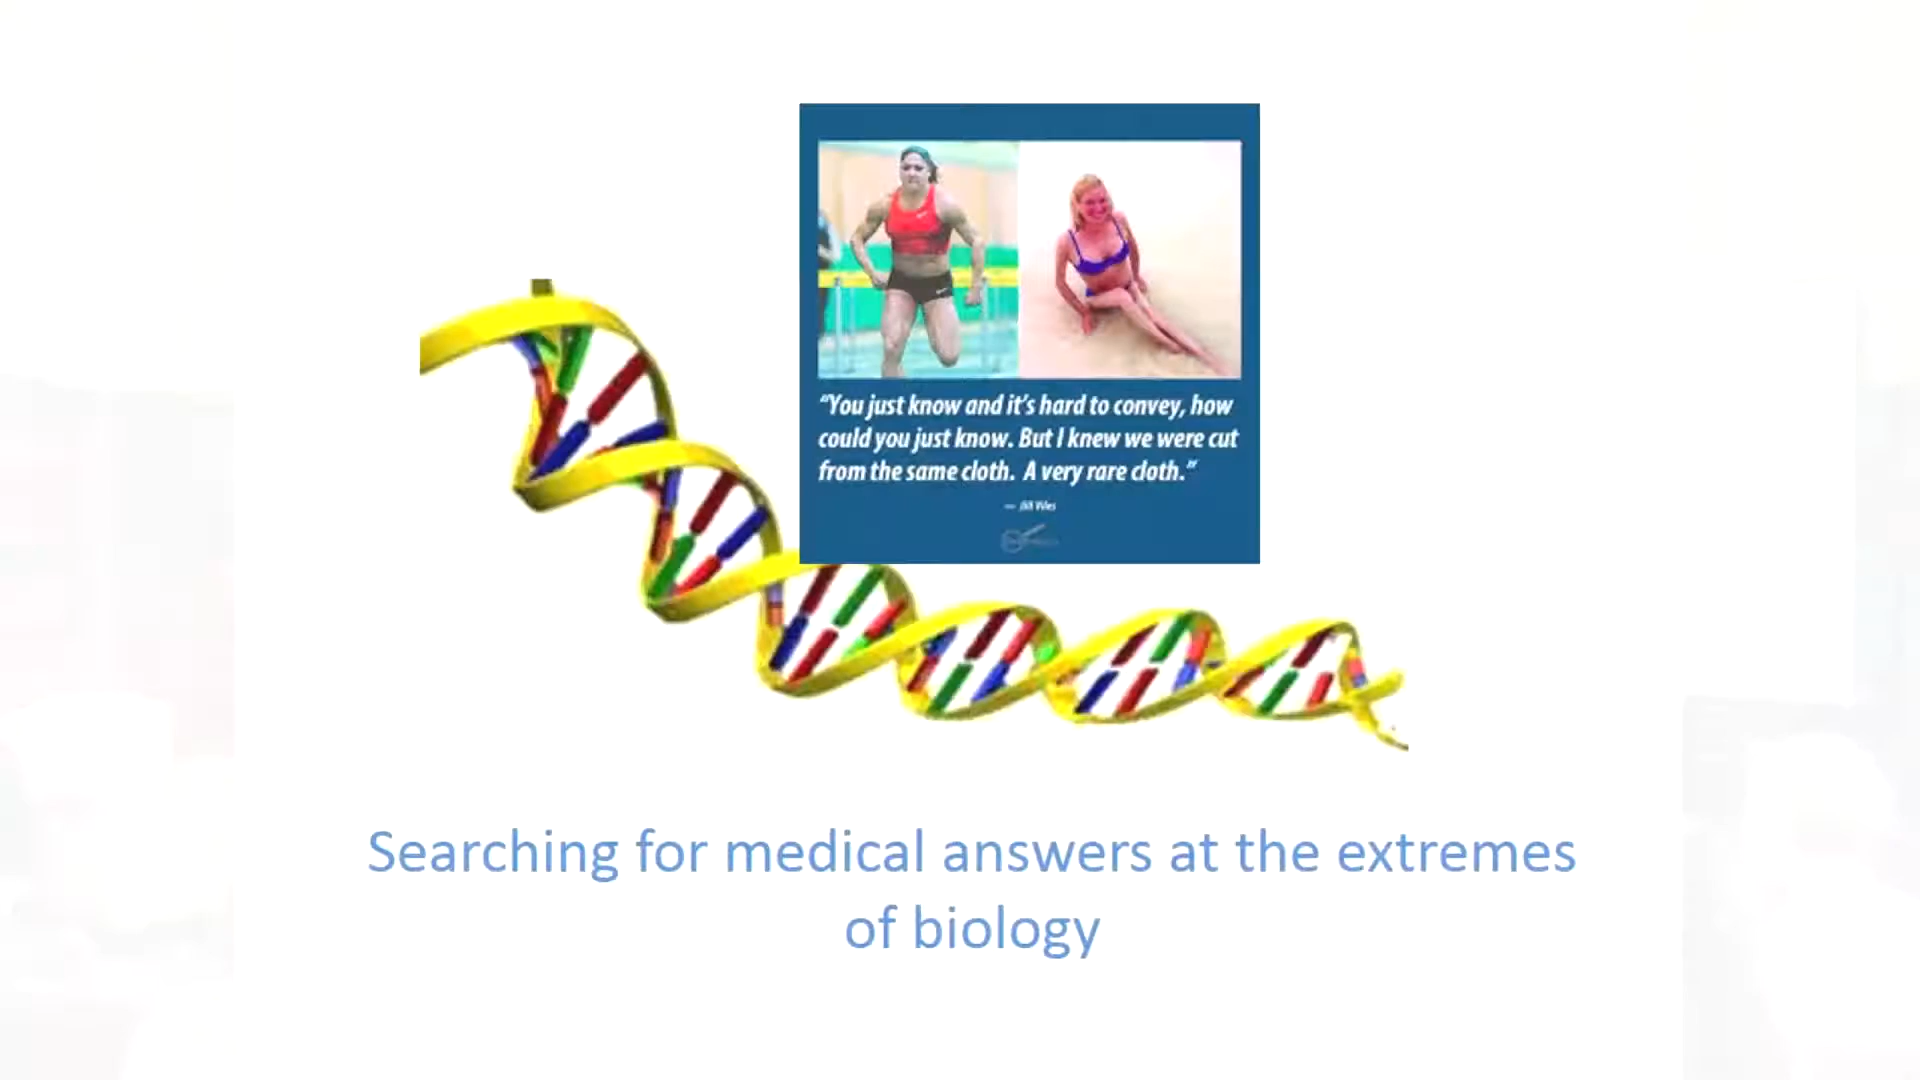 “You just know and it’s hard to convey, how
could you just know. But I knew we were cut
from the same cloth. A very rare cloth.”
— Jill Viles
Searching for medical answers at the extremes
of biology